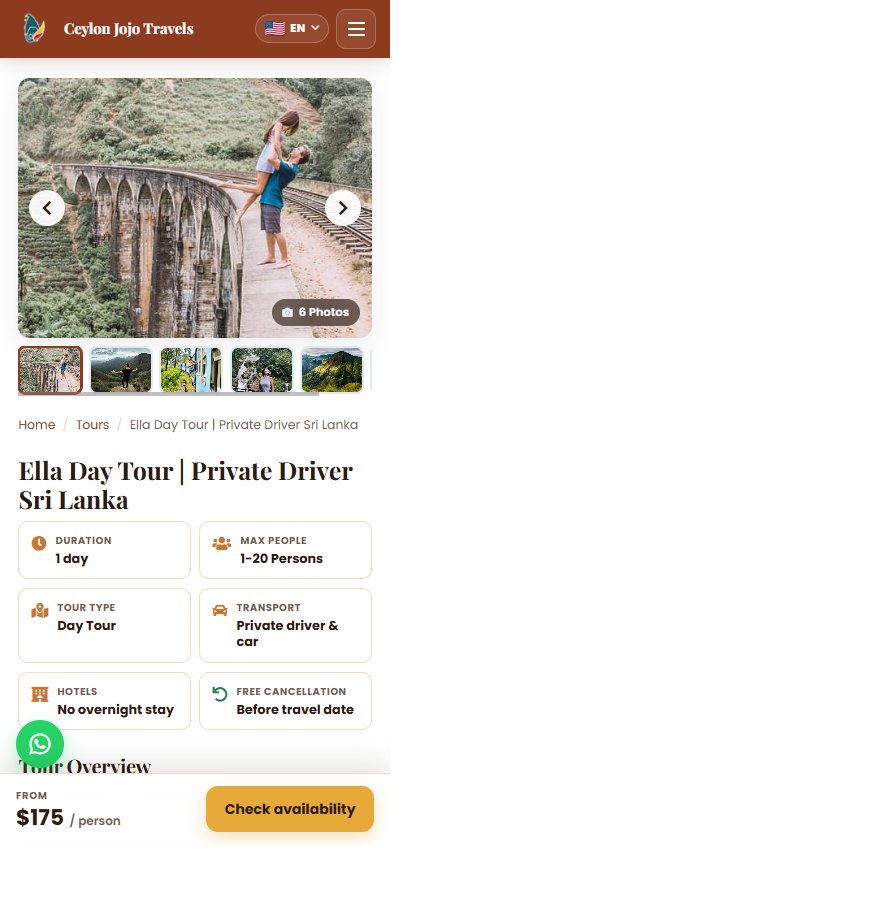 Ceylon Jojo Travels
EN
6 Photos
Home / Tours / Ella Day Tour | Private Driver Sri Lanka
Ella Day Tour | Private Driver
Sri Lanka
DURATION
1 day
MAX PEOPLE
1-20 Persons
TOUR TYPE
Day Tour
TRANSPORT
Private driver &
car
HOTELS
No overnight stay
FREE CANCELLATION
Before travel date
Tour Overview
FROM
$175 / person
Check availability